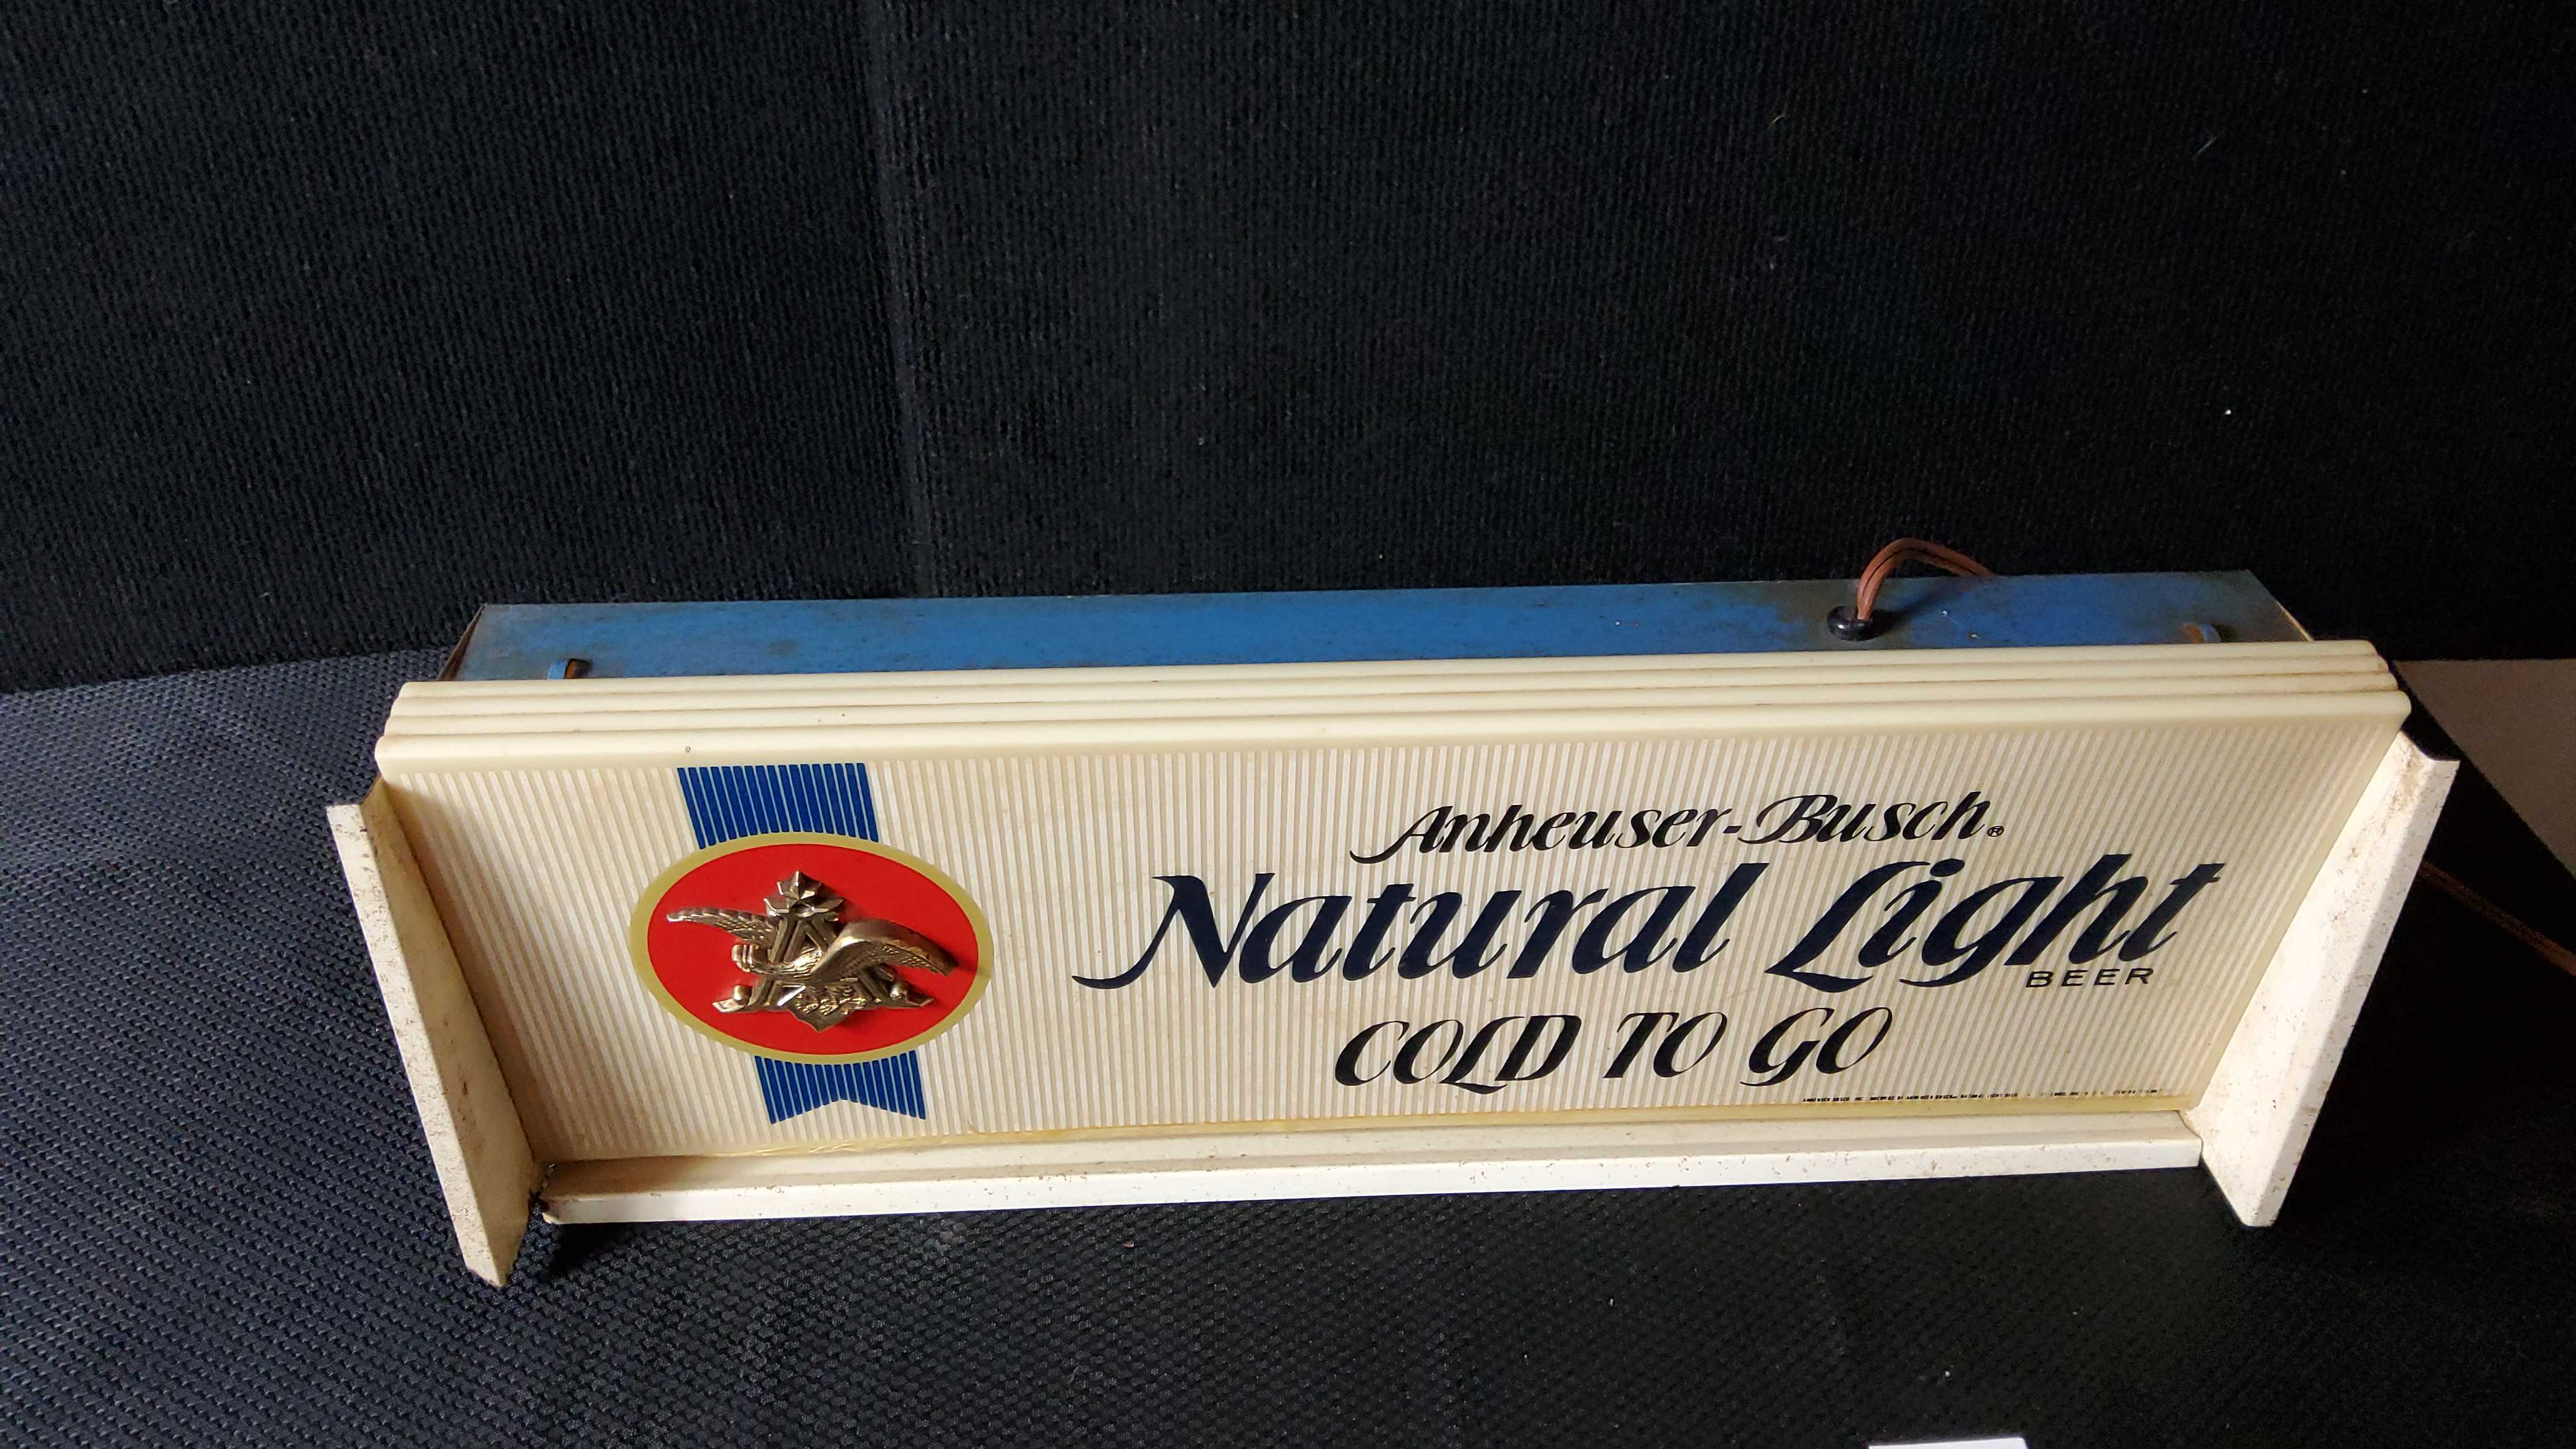 Anheuser-Busch®
Natural Light
BEER
COLD TO GO